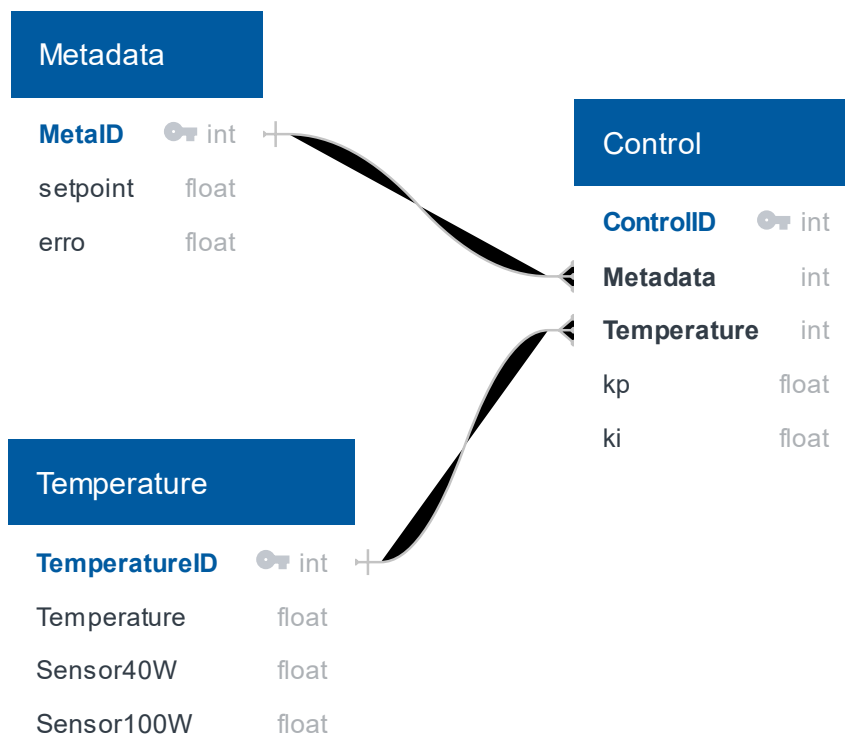 Metadata
MetaID int
setpoint float
erro float
Control
ControlID int
Metadata int
Temperature int
kp float
ki float
Temperature
TemperatureID int
Temperature float
Sensor40W float
Sensor100W float